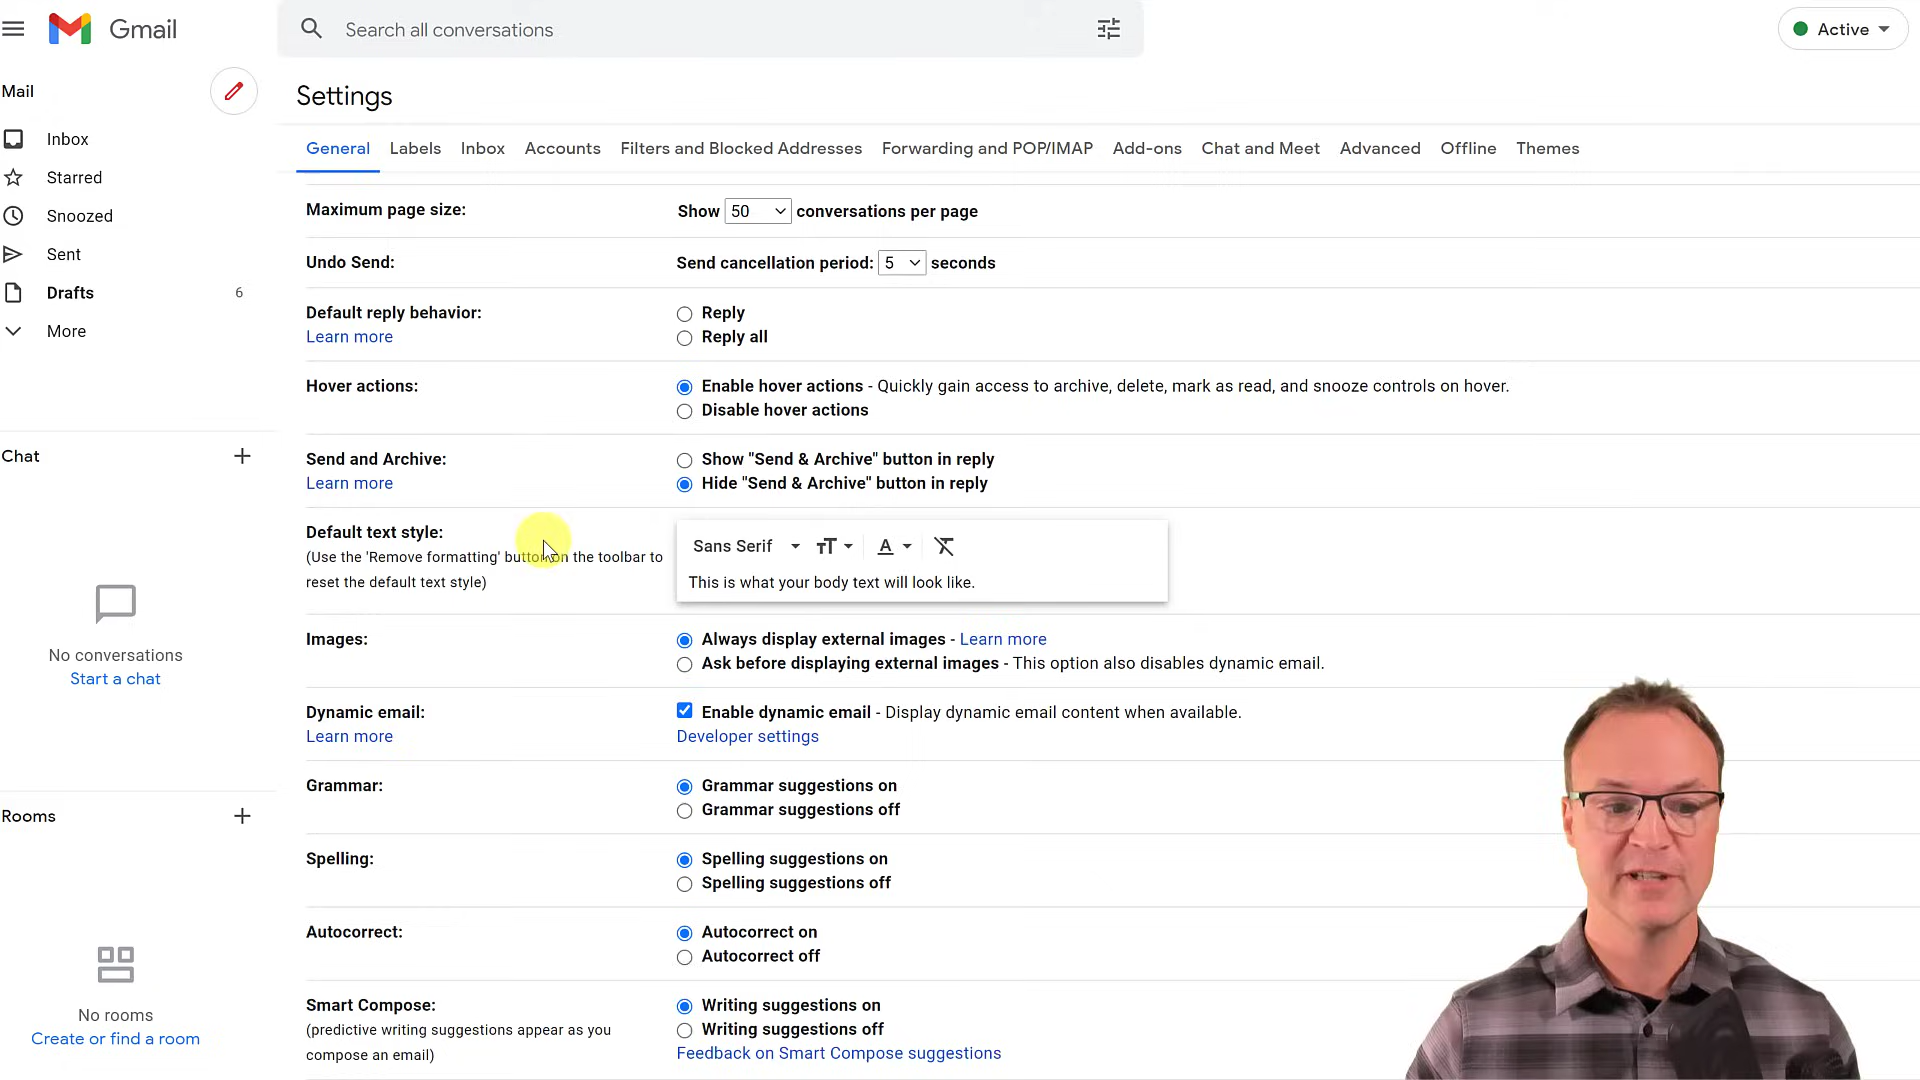 Gmail
Search all conversations
Active
Mail
Inbox
Starred
Snoozed
Sent
Drafts 6
More
Chat
No conversations
Start a chat
Rooms
No rooms
Create or find a room
Settings
General Labels Inbox Accounts Filters and Blocked Addresses Forwarding and POP/IMAP Add-ons Chat and Meet Advanced Offline Themes
Maximum page size: Show 50 conversations per page
Undo Send: Send cancellation period: 5 seconds
Default reply behavior: Reply
Learn more Reply all
Hover actions: Enable hover actions - Quickly gain access to archive, delete, mark as read, and snooze controls on hover.
Disable hover actions
Send and Archive: Show "Send & Archive" button in reply
Learn more Hide "Send & Archive" button in reply
Default text style:
(Use the 'Remove formatting' button on the toolbar to
reset the default text style)
Sans Serif
This is what your body text will look like.
Images: Always display external images - Learn more
Ask before displaying external images - This option also disables dynamic email.
Dynamic email: Enable dynamic email - Display dynamic email content when available.
Learn more Developer settings
Grammar: Grammar suggestions on
Grammar suggestions off
Spelling: Spelling suggestions on
Spelling suggestions off
Autocorrect: Autocorrect on
Autocorrect off
Smart Compose: Writing suggestions on
(predictive writing suggestions appear as you Writing suggestions off
compose an email) Feedback on Smart Compose suggestions